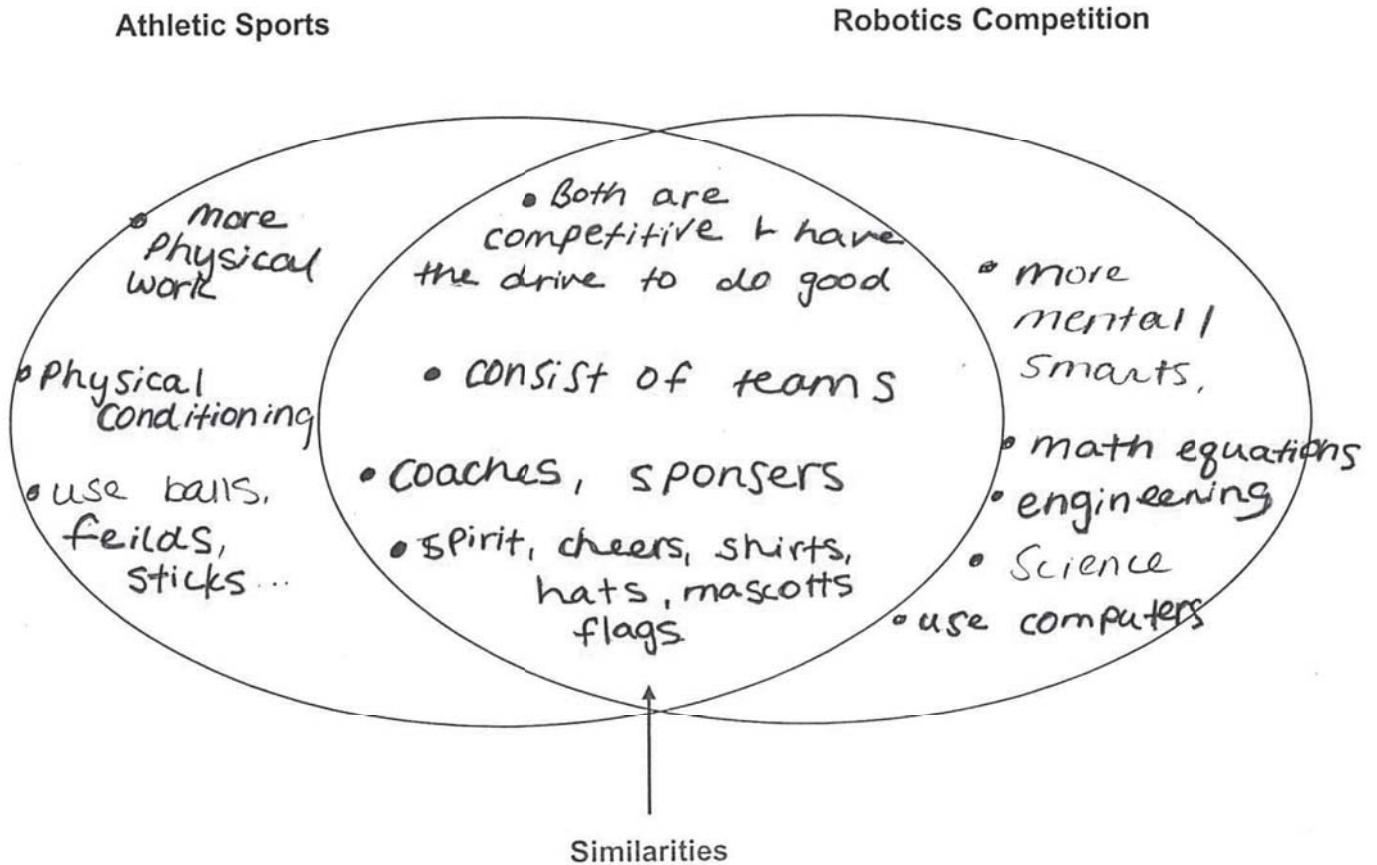 Athletic Sports
Robotics Competition
• more
Physical
work
• Physical
Conditioning
• use balls,
feilds,
sticks...
• Both are
competitive + have
the drive to do good
• consist of teams
• coaches, sponsers
• spirit, cheers, shirts,
hats, mascotts
flags
• more
mental /
smarts,
• math equations
• engineering
• Science
• use computers
Similarities